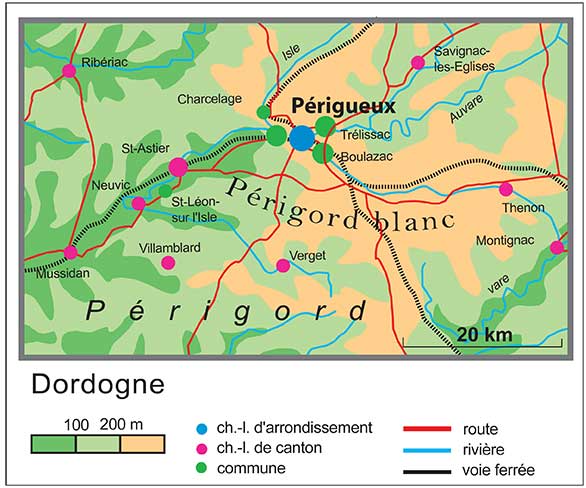 Ribériac
Isle
Savignac-
les-Eglises
Charcelage
Périgueux
Auvare
Trélissac
St-Astier
Boulazac
Neuvic
St-Léon-
sur l'Isle
Périgord blanc
Thenon
Villamblard
Verget
Montignac
Mussidan
vare
Périgord
20 km
Dordogne
100 200 m
ch.-l. d'arrondissement
ch.-l. de canton
commune
route
rivière
voie ferrée